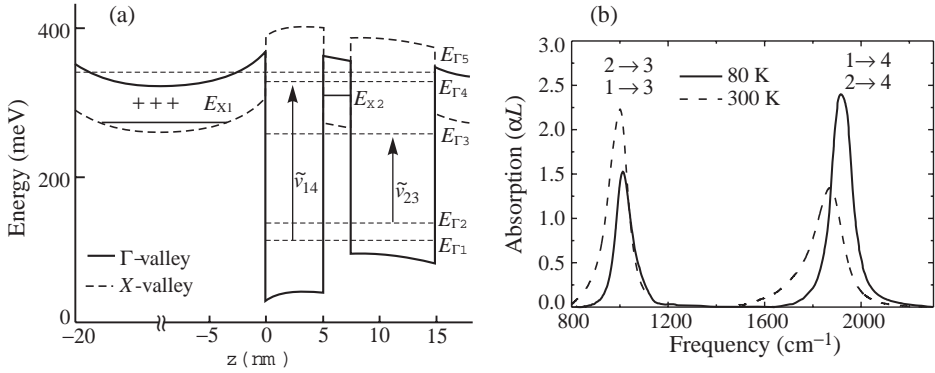 (a)
400
200
0
Energy (meV)
+ + +
E_X1
E_Γ5
E_Γ4
E_X2
E_Γ3
ṽ_14
ṽ_23
E_Γ2
E_Γ1
Γ-valley
X-valley
-20
-5
0
5
10
15
z (nm)
(b)
3.0
2.5
2.0
1.5
1.0
0.5
0.0
Absorption (αL)
2→3
1→3
80 K
300 K
1→4
2→4
800
1200
1600
2000
Frequency (cm⁻¹)